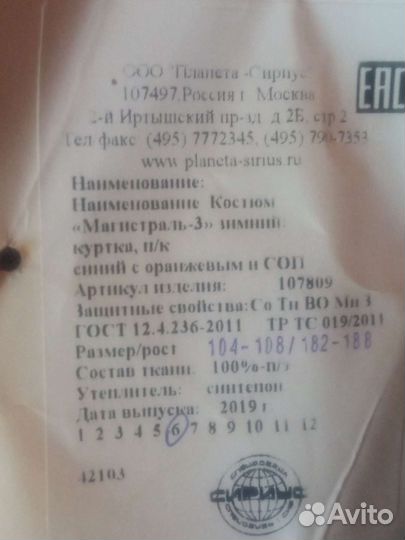 ООО "Планета-Сириус"
107497, Россия г. Москва
2-й Иртышский пр-зд, д 2Б, стр 2
Тел факс (495) 7772345, (495) 790-7353
www.planeta-sirius.ru
EAC
Наименование:
Наименование Костюм
«Магистраль-3» зимний:
куртка, п/к
синий с оранжевым и СОП
Артикул изделия: 107809
Защитные свойства: Со Тн ВО Ми З
ГОСТ 12.4.236-2011 ТР ТС 019/2011
Размер/рост 104-108/182-188
Состав ткани: 100%-п/э
Утеплитель: синтепон
Дата выпуска: 2019 г
1 2 3 4 5 6 7 8 9 10 11 12
42103
СПЕЦОДЕЖДА
СИРИУС
Avito